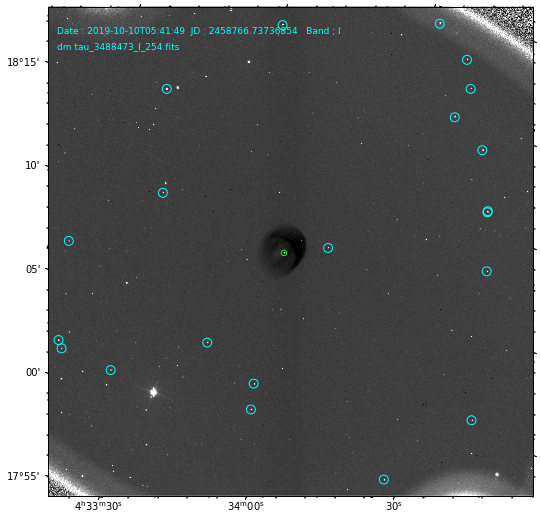 Date : 2019-10-10T05:41:49 JD : 2458766.73736854 Band ; I
dm tau_3488473_I_254.fits
18°15'
10'
05'
00'
17°55'
4ʰ33ᵐ30ˢ 34ᵐ00ˢ 30ˢ